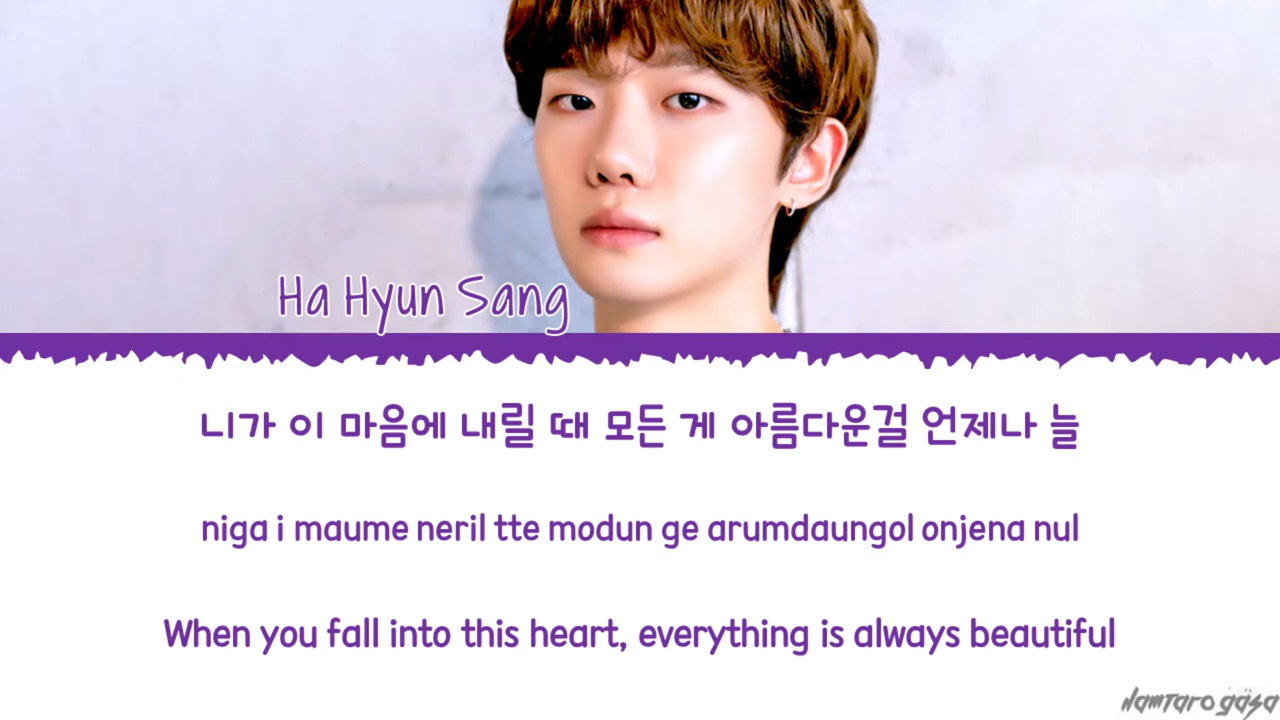 Ha Hyun Sang
니가 이 마음에 내릴 때 모든 게 아름다운걸 언제나 늘
niga i maume neril tte modun ge arumdaungol onjena nul
When you fall into this heart, everything is always beautiful
Hamtaro gasa